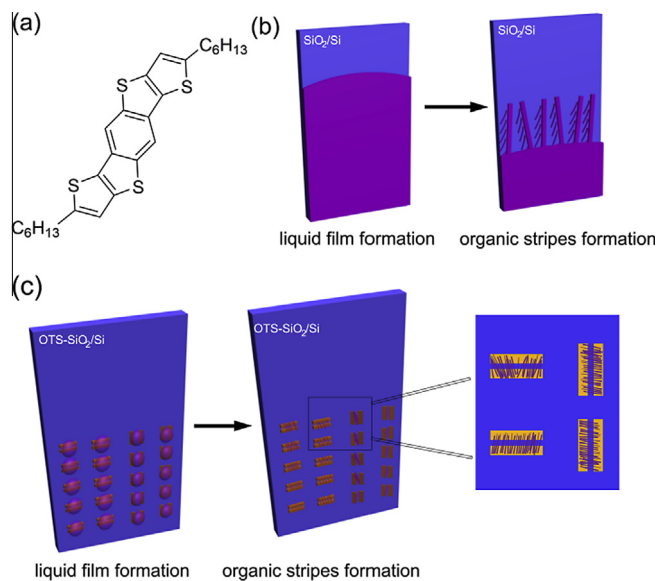 (a)
C6H13
S
S
S
S
C6H13
(b)
SiO2/Si
SiO2/Si
liquid film formation
organic stripes formation
(c)
OTS-SiO2/Si
OTS-SiO2/Si
liquid film formation
organic stripes formation